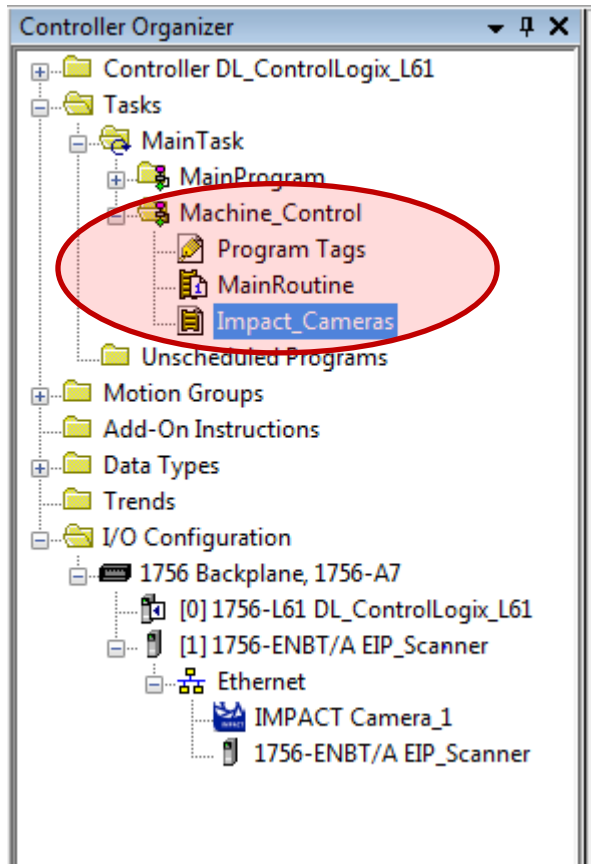 Controller Organizer
Controller DL_ControlLogix_L61
Tasks
MainTask
MainProgram
Machine_Control
Program Tags
MainRoutine
Impact_Cameras
Unscheduled Programs
Motion Groups
Add-On Instructions
Data Types
Trends
I/O Configuration
1756 Backplane, 1756-A7
[0] 1756-L61 DL_ControlLogix_L61
[1] 1756-ENBT/A EIP_Scanner
Ethernet
IMPACT Camera_1
1756-ENBT/A EIP_Scanner